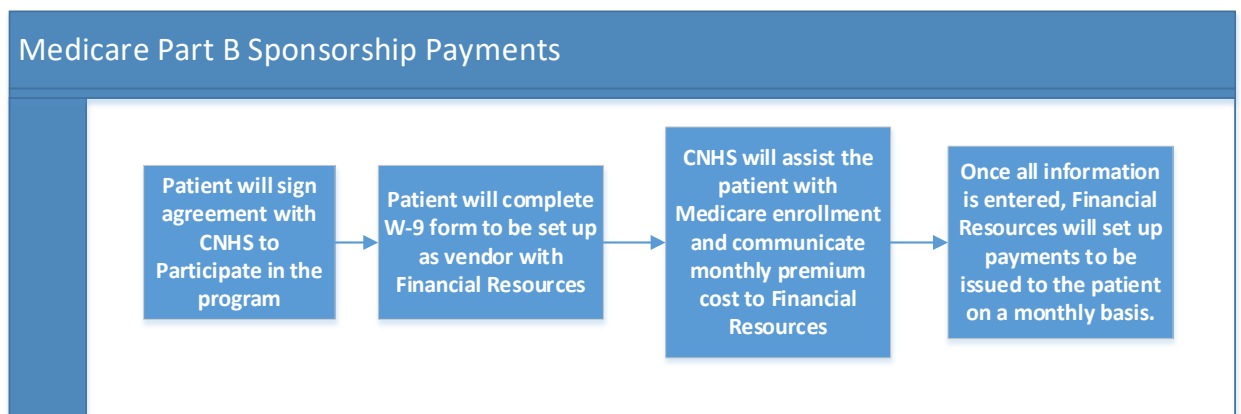 Medicare Part B Sponsorship Payments
Patient will sign
agreement with
CNHS to
Participate in the
program
Patient will complete
W-9 form to be set up
as vendor with
Financial Resources
CNHS will assist the
patient with
Medicare enrollment
and communicate
monthly premium
cost to Financial
Resources
Once all information
is entered, Financial
Resources will set up
payments to be
issued to the patient
on a monthly basis.